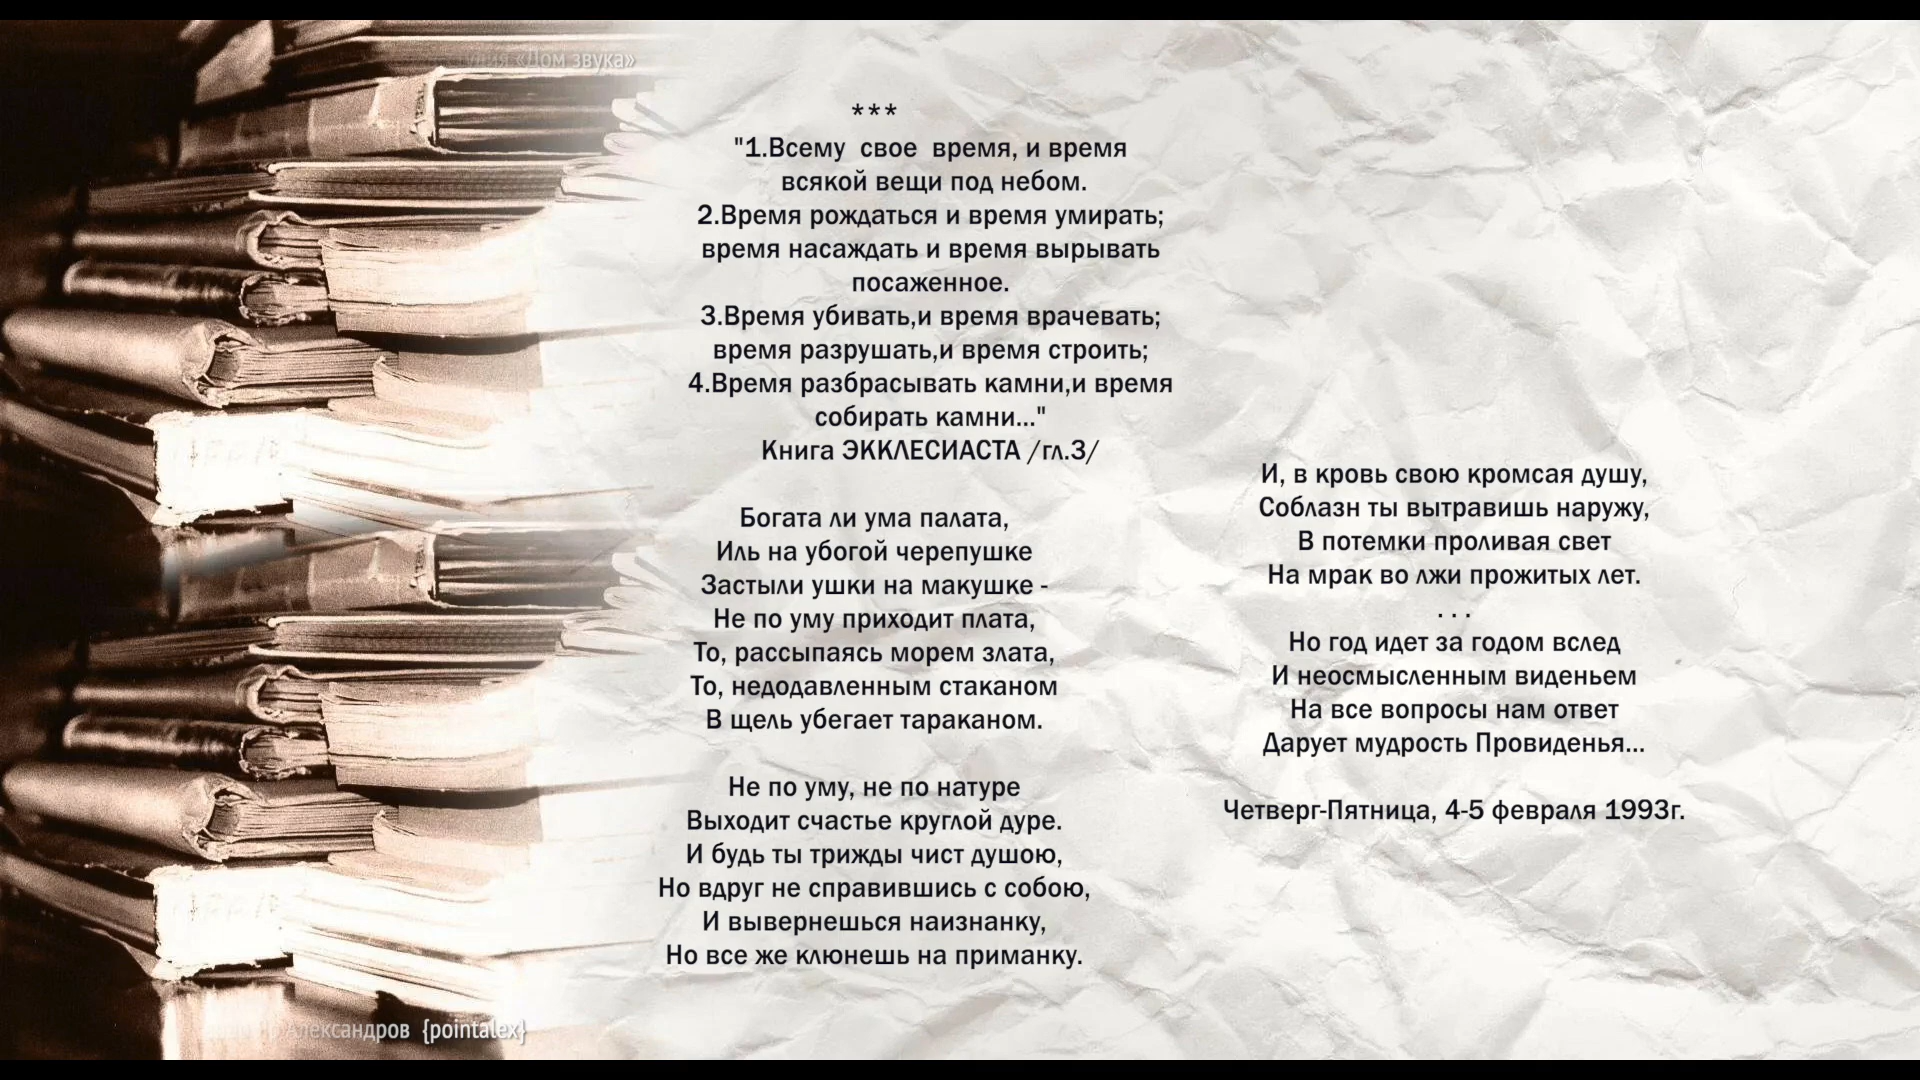 студия «Дом звука»
***
"1.Всему свое время, и время
всякой вещи под небом.
2.Время рождаться и время умирать;
время насаждать и время вырывать
посаженное.
3.Время убивать,и время врачевать;
время разрушать,и время строить;
4.Время разбрасывать камни,и время
собирать камни..."
Книга ЭККЛЕСИАСТА /гл.3/
Богата ли ума палата,
Иль на убогой черепушке
Застыли ушки на макушке -
Не по уму приходит плата,
То, рассыпаясь морем злата,
То, недодавленным стаканом
В щель убегает тараканом.
Не по уму, не по натуре
Выходит счастье круглой дуре.
И будь ты трижды чист душою,
Но вдруг не справившись с собою,
И вывернешься наизнанку,
Но все же клюнешь на приманку.
И, в кровь свою кромсая душу,
Соблазн ты вытравишь наружу,
В потемки проливая свет
На мрак во лжи прожитых лет.
. . .
Но год идет за годом вслед
И неосмысленным виденьем
На все вопросы нам ответ
Дарует мудрость Провиденья...
Четверг-Пятница, 4-5 февраля 1993г.
Александров {pointalex}